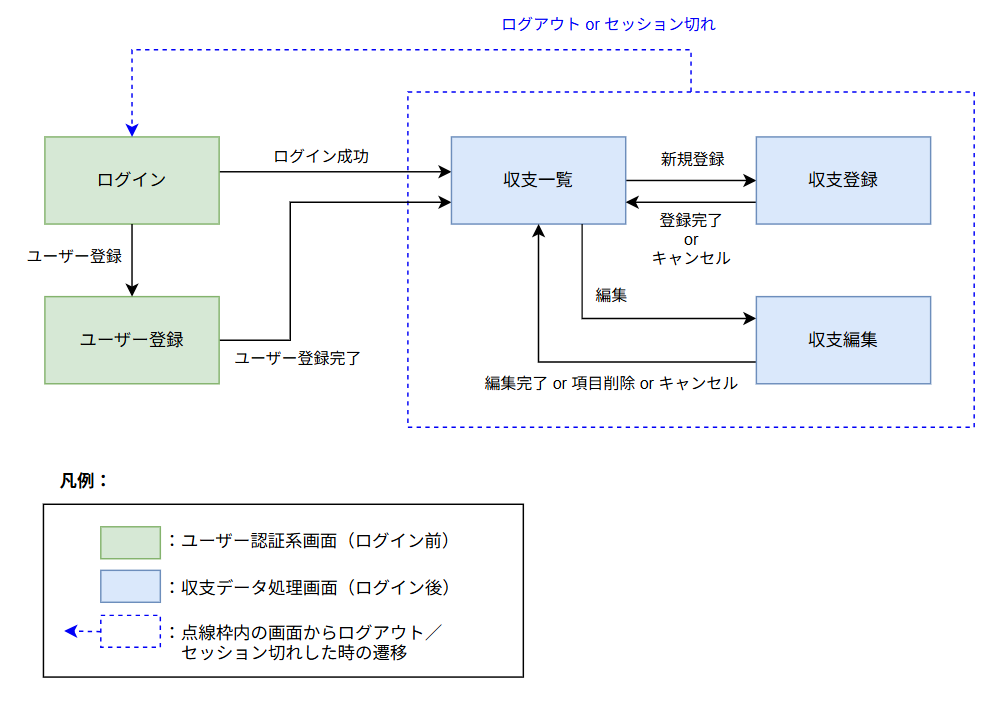 ログアウト or セッション切れ
ログイン
ログイン成功
収支一覧
新規登録
収支登録
登録完了
or
キャンセル
ユーザー登録
編集
ユーザー登録
収支編集
ユーザー登録完了
編集完了 or 項目削除 or キャンセル
凡例：
：ユーザー認証系画面（ログイン前）
：収支データ処理画面（ログイン後）
：点線枠内の画面からログアウト／
セッション切れした時の遷移